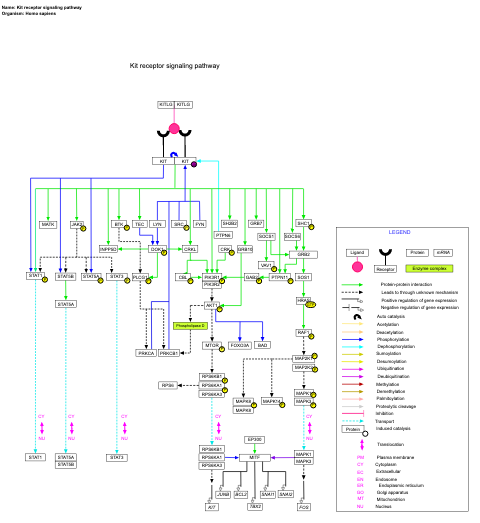 Name: Kit receptor signaling pathway
Organism: Homo sapiens
Kit receptor signaling pathway
KITLG KITLG
KIT KIT
MATK JAK2 BTK TEC LYN SRC FYN SH2B2 GRB7 SHC1
PTPN6 SOCS1 SOCS6
INPP5D DOK1 CRKL CRK GRB10 GRB2
VAV1
STAT1 STAT5B STAT5A STAT3 PLCG1 CBL PIK3R1 GAB2 PTPN11 SOS1
PIK3R2
STAT5A
AKT1 HRAS
Phospholipase D
RAF1
MTOR FOXO3A BAD
PRKCA PRKCB1
MAP2K1
MAP2K2
RPS6 RPS6KB1
RPS6KA1
RPS6KA3
MAPK8 MAPK14 MAPK1
MAPK9 MAPK3
CY CY CY CY CY
NU NU NU NU NU
EP300
STAT1 STAT5A STAT3
STAT5B
RPS6KB1
RPS6KA1 MITF MAPK1
RPS6KA3 MAPK3
JUNB BCL2 SNAI1 SNAI2
KIT TBX2 FOS
LEGEND
Ligand Protein mRNA
Receptor Enzyme complex
Protein-protein interaction
Leads to through unknown mechanism
Positive regulation of gene expression
Negative regulation of gene expression
Auto catalysis
Acetylation
Deacetylation
Phosphorylation
Dephosphorylation
Sumoylation
Desumoylation
Ubiquitination
Deubiquitination
Methylation
Demethylation
Palmitoylation
Proteolytic cleavage
Inhibition
Transport
Protein Induced catalysis
Translocation
PM Plasma membrane
CY Cytoplasm
EC Extracellular
EN Endosome
ER Endoplasmic reticulum
GO Golgi apparatus
MT Mitochondrion
NU Nucleus